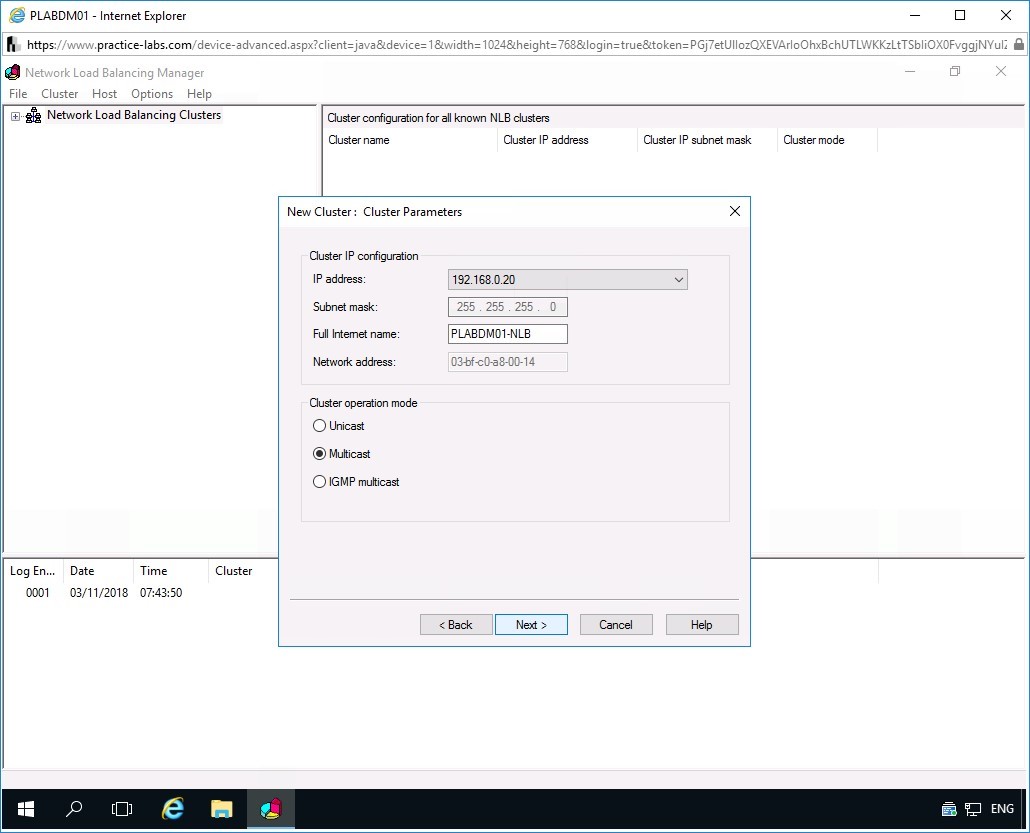 PLABDM01 - Internet Explorer
https://www.practice-labs.com/device-advanced.aspx?client=java&device=1&width=1024&height=768&login=true&token=
Network Load Balancing Manager
File Cluster Host Options Help
Network Load Balancing Clusters
Cluster configuration for all known NLB clusters
Cluster name Cluster IP address Cluster IP subnet mask Cluster mode
New Cluster : Cluster Parameters
Cluster IP configuration
IP address: 192.168.0.20
Subnet mask: 255 . 255 . 255 . 0
Full Internet name: PLABDM01-NLB
Network address: 03-bf-c0-a8-00-14
Cluster operation mode
Unicast
Multicast
IGMP multicast
< Back Next > Cancel Help
Log En... Date Time Cluster
0001 03/11/2018 07:43:50
ENG